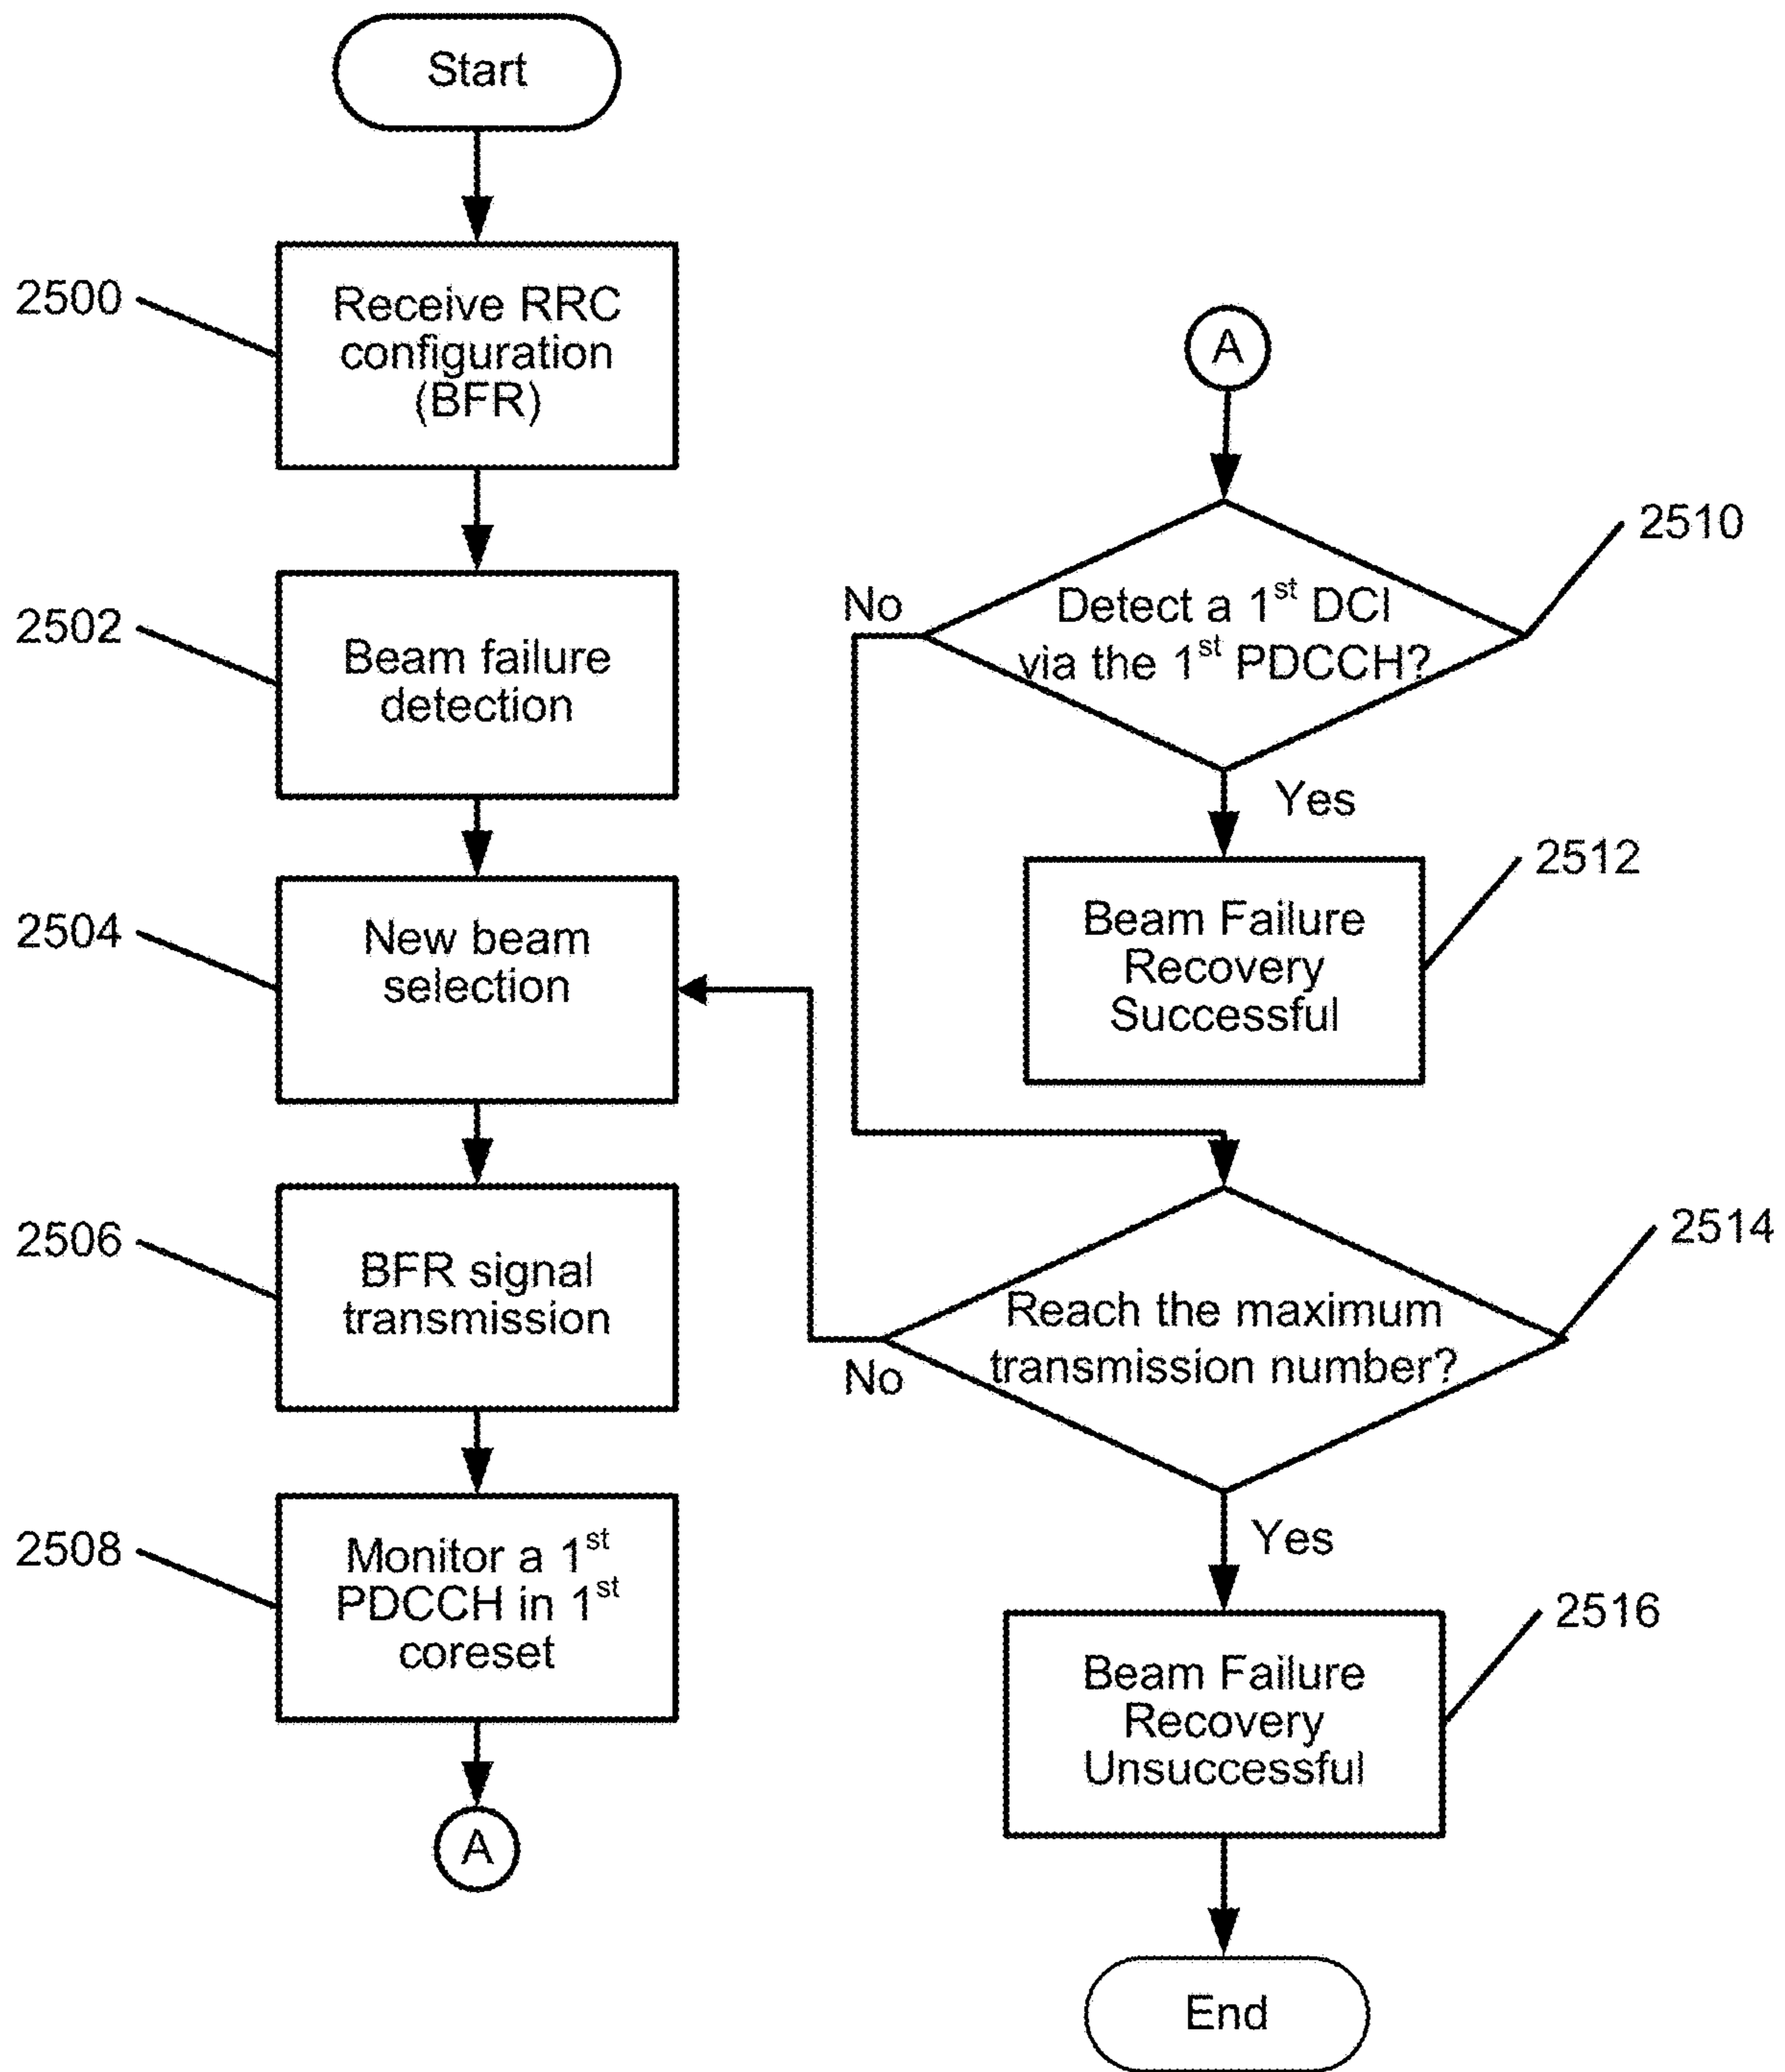 Start
2500
Receive RRC
configuration
(BFR)
2502
Beam failure
detection
2504
New beam
selection
2506
BFR signal
transmission
2508
Monitor a 1st
PDCCH in 1st
coreset
A
A
2510
Detect a 1st DCI
via the 1st PDCCH?
No
Yes
2512
Beam Failure
Recovery
Successful
2514
Reach the maximum
transmission number?
No
Yes
2516
Beam Failure
Recovery
Unsuccessful
End